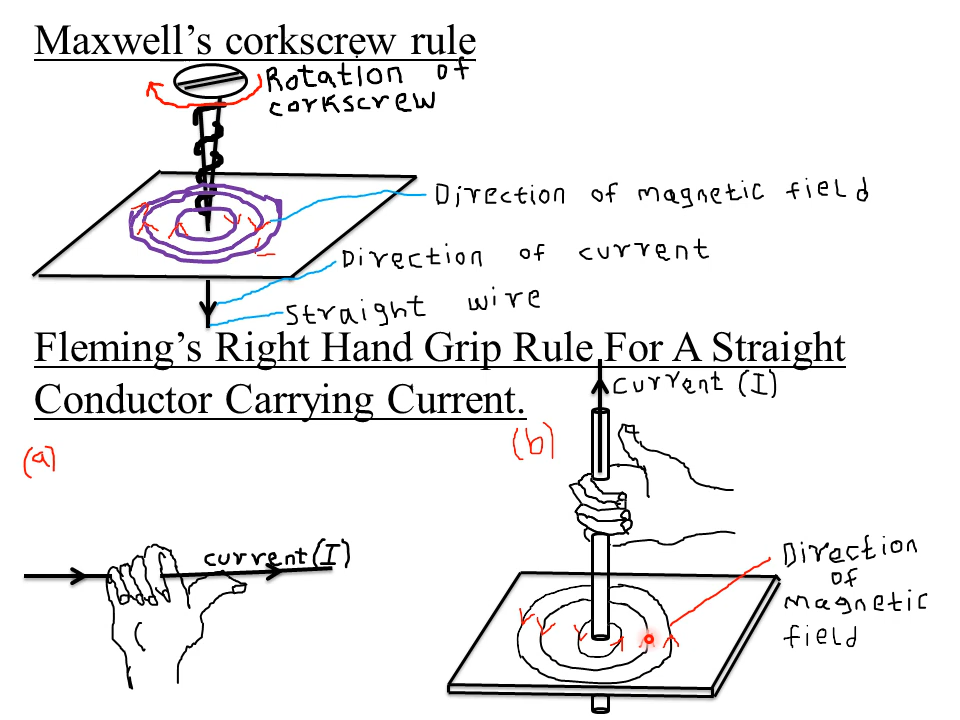 Maxwell's corkscrew rule
Rotation of
corkscrew
Direction of magnetic field
Direction of current
straight wire
Fleming's Right Hand Grip Rule For A Straight
Conductor Carrying Current.
current (I)
(a)
(b)
current (I)
Direction
of
magnetic
field